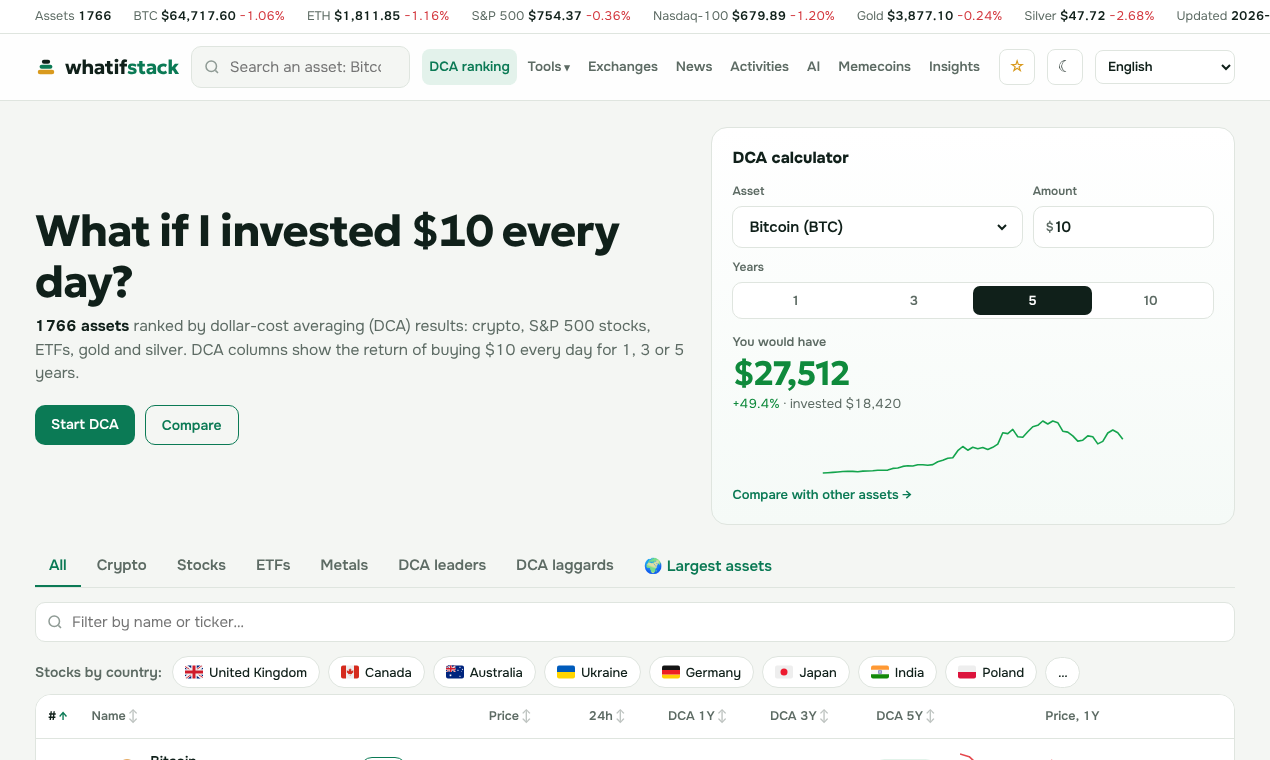 Assets 1766 BTC $64,717.60 -1.06% ETH $1,811.85 -1.16% S&P 500 $754.37 -0.36% Nasdaq-100 $679.89 -1.20% Gold $3,877.10 -0.24% Silver $47.72 -2.68% Updated 2026-
whatifstack Search an asset: Bitc DCA ranking Tools ▾ Exchanges News Activities AI Memecoins Insights ☆ ☾ English
What if I invested $10 every
day?
1766 assets ranked by dollar-cost averaging (DCA) results: crypto, S&P 500 stocks,
ETFs, gold and silver. DCA columns show the return of buying $10 every day for 1, 3 or 5
years.
Start DCA Compare
DCA calculator
Asset Amount
Bitcoin (BTC) $10
Years
1 3 5 10
You would have
$27,512
+49.4% · invested $18,420
Compare with other assets →
All Crypto Stocks ETFs Metals DCA leaders DCA laggards 🌍 Largest assets
Filter by name or ticker...
Stocks by country: United Kingdom Canada Australia Ukraine Germany Japan India Poland ...
# ↑ Name Price 24h DCA 1Y DCA 3Y DCA 5Y Price, 1Y
Bitcoin